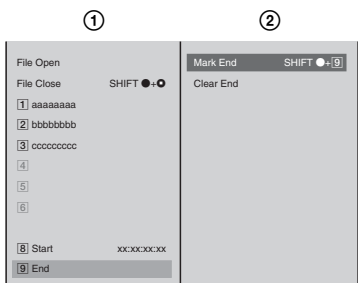 ① ②
File Open
File Close SHIFT ●+○
1 aaaaaaaa
2 bbbbbbbb
3 ccccccccc
4
5
6
8 Start xx:xx:xx:xx
9 End
Mark End SHIFT ●+9
Clear End